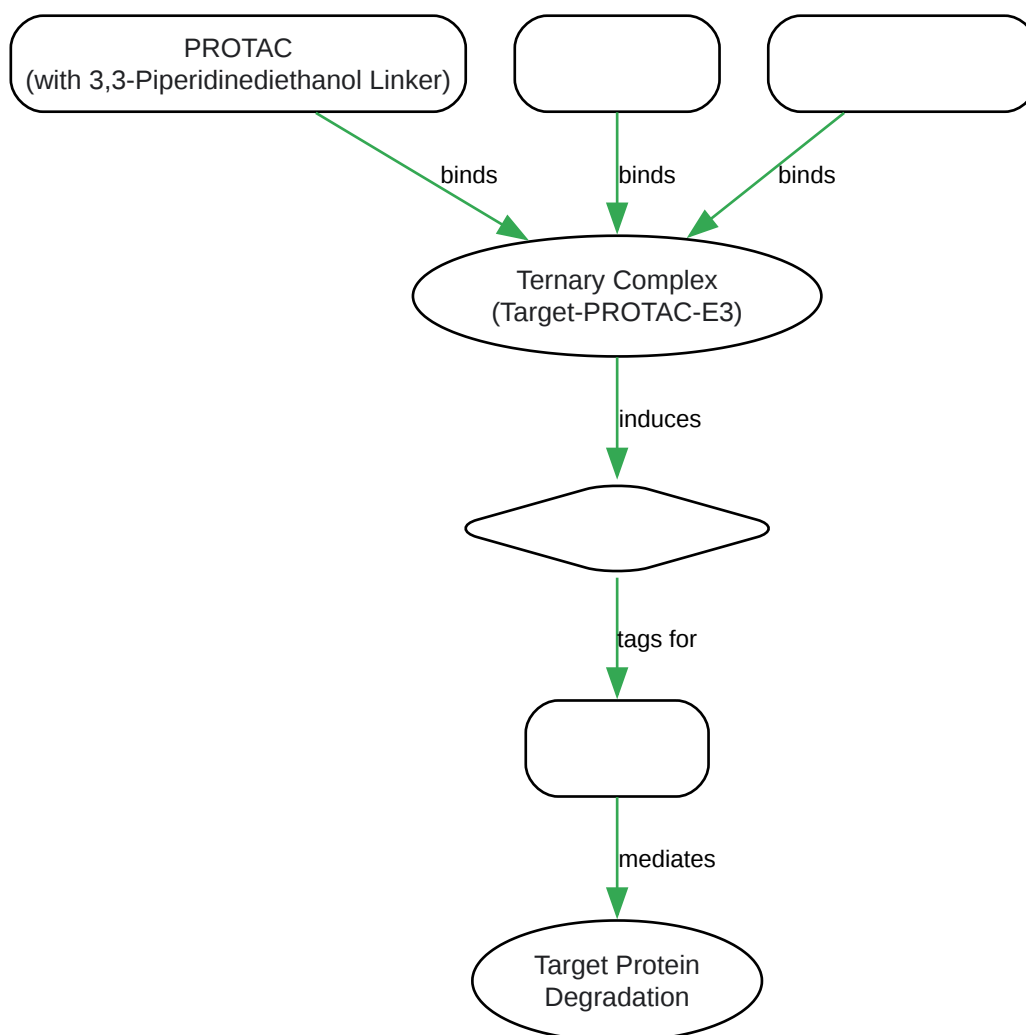 PROTAC
(with 3,3-Piperidinediethanol Linker)
binds
binds
binds
Ternary Complex
(Target-PROTAC-E3)
induces
tags for
mediates
Target Protein
Degradation